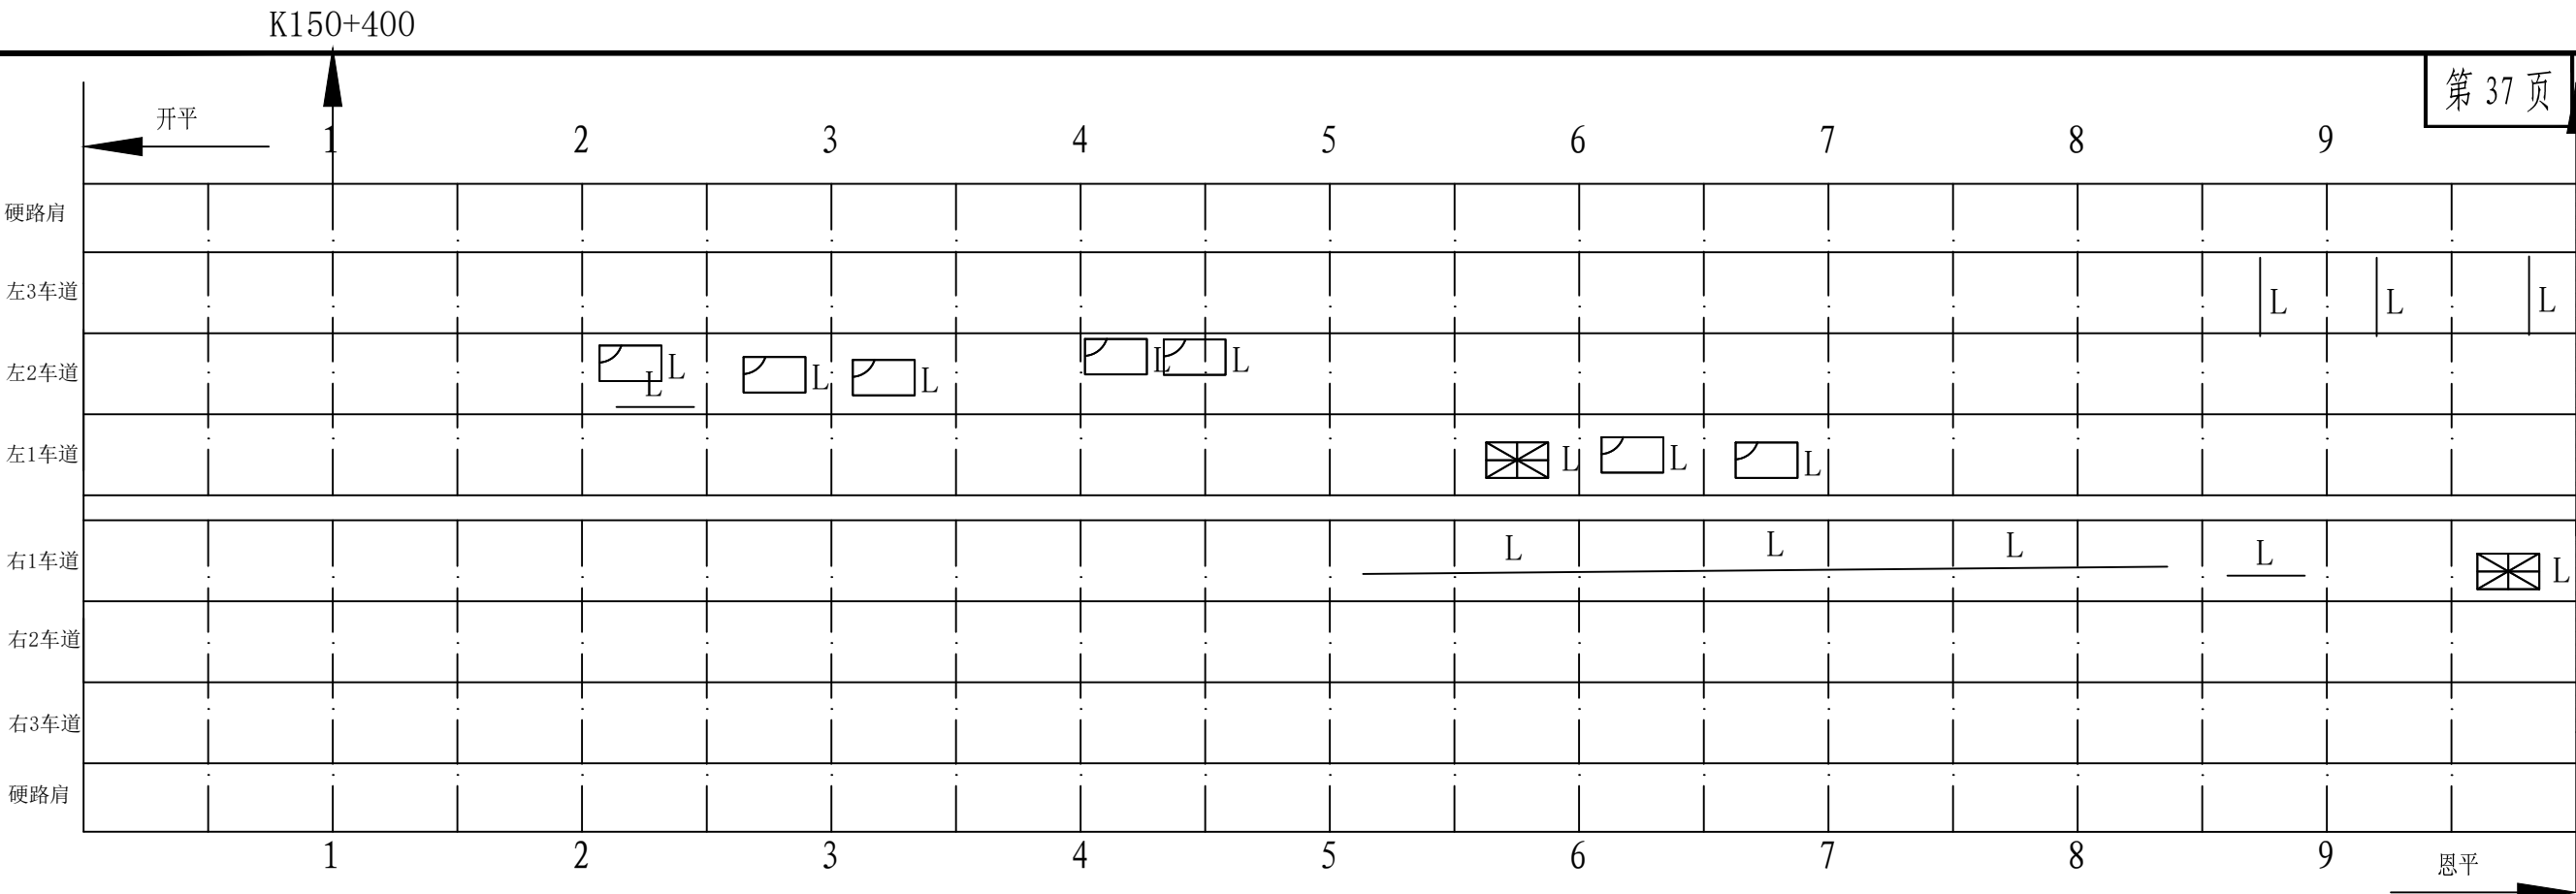 K150+400
第 37 页
开平
1 2 3 4 5 6 7 8 9
硬路肩
左3车道 L L L
左2车道 L L L L L L
左1车道 L L L
右1车道 L L L L L
右2车道
右3车道
硬路肩
1 2 3 4 5 6 7 8 9
恩平